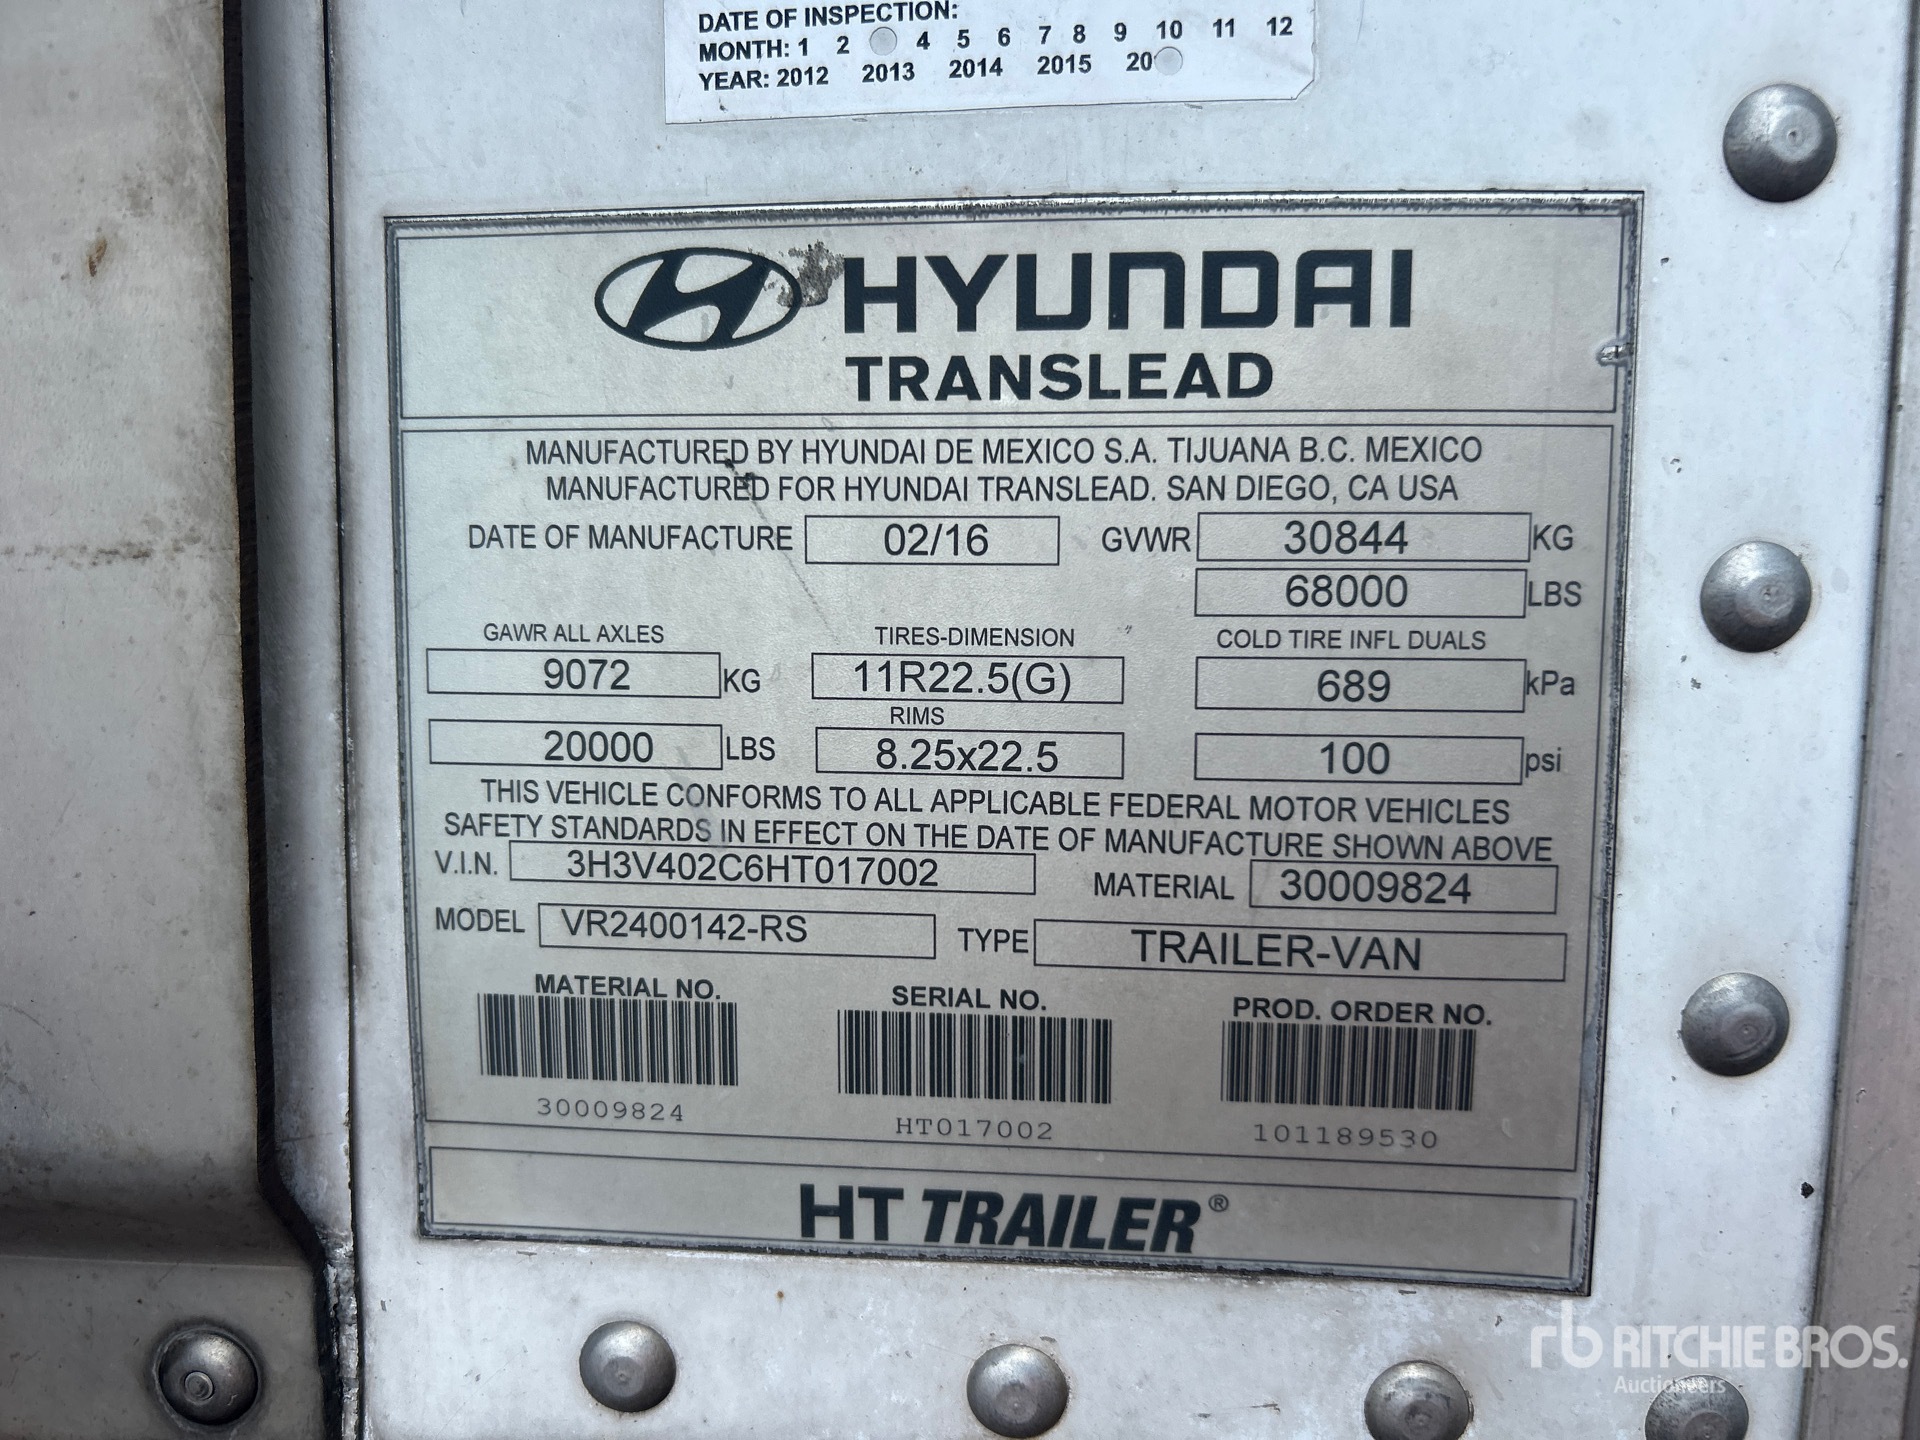 DATE OF INSPECTION:
MONTH: 1 2 4 5 6 7 8 9 10 11 12
YEAR: 2012 2013 2014 2015 20
HYUNDAI
TRANSLEAD
MANUFACTURED BY HYUNDAI DE MEXICO S.A. TIJUANA B.C. MEXICO
MANUFACTURED FOR HYUNDAI TRANSLEAD. SAN DIEGO, CA USA
DATE OF MANUFACTURE 02/16 GVWR 30844 KG
68000 LBS
GAWR ALL AXLES TIRES-DIMENSION COLD TIRE INFL DUALS
9072 KG 11R22.5(G) 689 kPa
RIMS
20000 LBS 8.25x22.5 100 psi
THIS VEHICLE CONFORMS TO ALL APPLICABLE FEDERAL MOTOR VEHICLES
SAFETY STANDARDS IN EFFECT ON THE DATE OF MANUFACTURE SHOWN ABOVE
V.I.N. 3H3V402C6HT017002 MATERIAL 30009824
MODEL VR2400142-RS TYPE TRAILER-VAN
MATERIAL NO. SERIAL NO. PROD. ORDER NO.
30009824 HT017002 101189530
HT TRAILER®
rb RITCHIE BROS.
Auctioneers